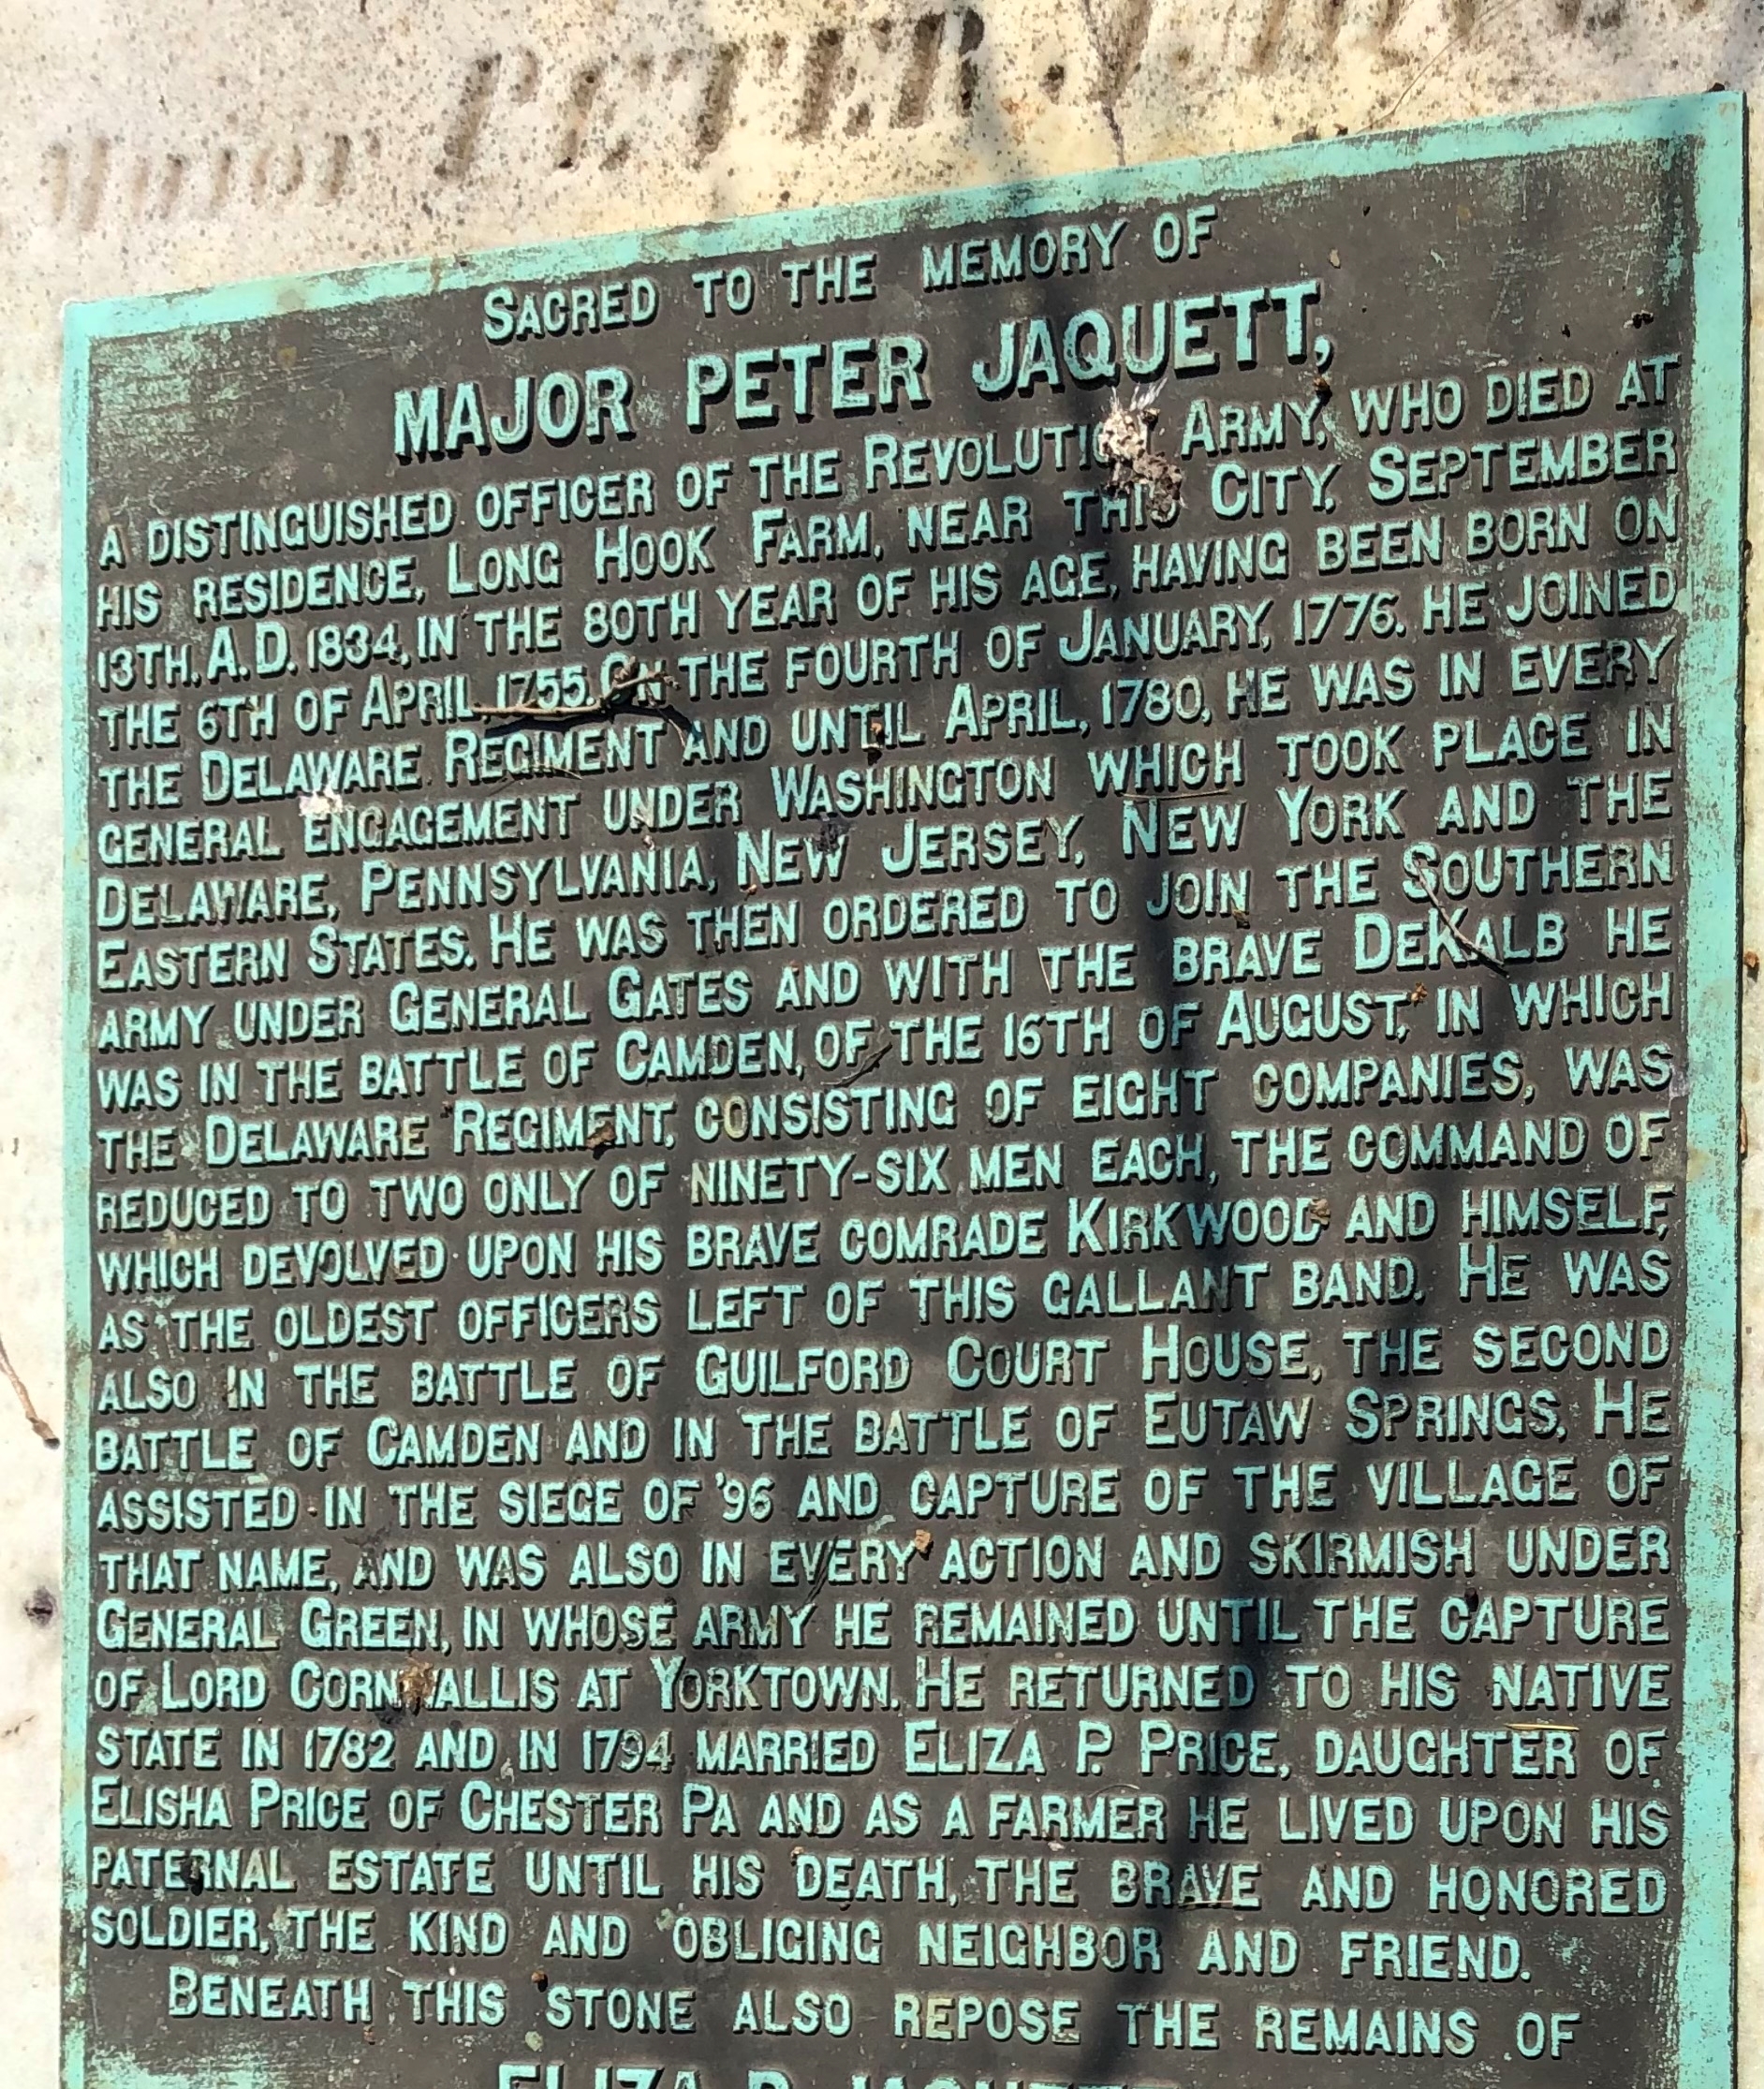 Major PETER
SACRED TO THE MEMORY OF
MAJOR PETER JAQUETT,
A DISTINGUISHED OFFICER OF THE REVOLUTION ARMY, WHO DIED AT
HIS RESIDENCE, LONG HOOK FARM, NEAR THIS CITY, SEPTEMBER
13TH. A.D. 1834, IN THE 80TH YEAR OF HIS AGE, HAVING BEEN BORN ON
THE 6TH OF APRIL, 1755. ON THE FOURTH OF JANUARY, 1776. HE JOINED
THE DELAWARE REGIMENT AND UNTIL APRIL, 1780, HE WAS IN EVERY
GENERAL ENGAGEMENT UNDER WASHINGTON WHICH TOOK PLACE IN
DELAWARE, PENNSYLVANIA, NEW JERSEY, NEW YORK AND THE
EASTERN STATES. HE WAS THEN ORDERED TO JOIN THE SOUTHERN
ARMY UNDER GENERAL GATES AND WITH THE BRAVE DEKALB HE
WAS IN THE BATTLE OF CAMDEN, OF THE 16TH OF AUGUST, IN WHICH
THE DELAWARE REGIMENT, CONSISTING OF EIGHT COMPANIES, WAS
REDUCED TO TWO ONLY OF NINETY-SIX MEN EACH, THE COMMAND OF
WHICH DEVOLVED UPON HIS BRAVE COMRADE KIRKWOOD AND HIMSELF,
AS THE OLDEST OFFICERS LEFT OF THIS GALLANT BAND. HE WAS
ALSO IN THE BATTLE OF GUILFORD COURT HOUSE, THE SECOND
BATTLE OF CAMDEN AND IN THE BATTLE OF EUTAW SPRINGS. HE
ASSISTED IN THE SIEGE OF '96 AND CAPTURE OF THE VILLAGE OF
THAT NAME, AND WAS ALSO IN EVERY ACTION AND SKIRMISH UNDER
GENERAL GREEN, IN WHOSE ARMY HE REMAINED UNTIL THE CAPTURE
OF LORD CORNWALLIS AT YORKTOWN. HE RETURNED TO HIS NATIVE
STATE IN 1782 AND IN 1794 MARRIED ELIZA P. PRICE, DAUGHTER OF
ELISHA PRICE OF CHESTER PA AND AS A FARMER HE LIVED UPON HIS
PATERNAL ESTATE UNTIL HIS DEATH, THE BRAVE AND HONORED
SOLDIER, THE KIND AND OBLIGING NEIGHBOR AND FRIEND.
BENEATH THIS STONE ALSO REPOSE THE REMAINS OF
ELIZA P. JAQUETT